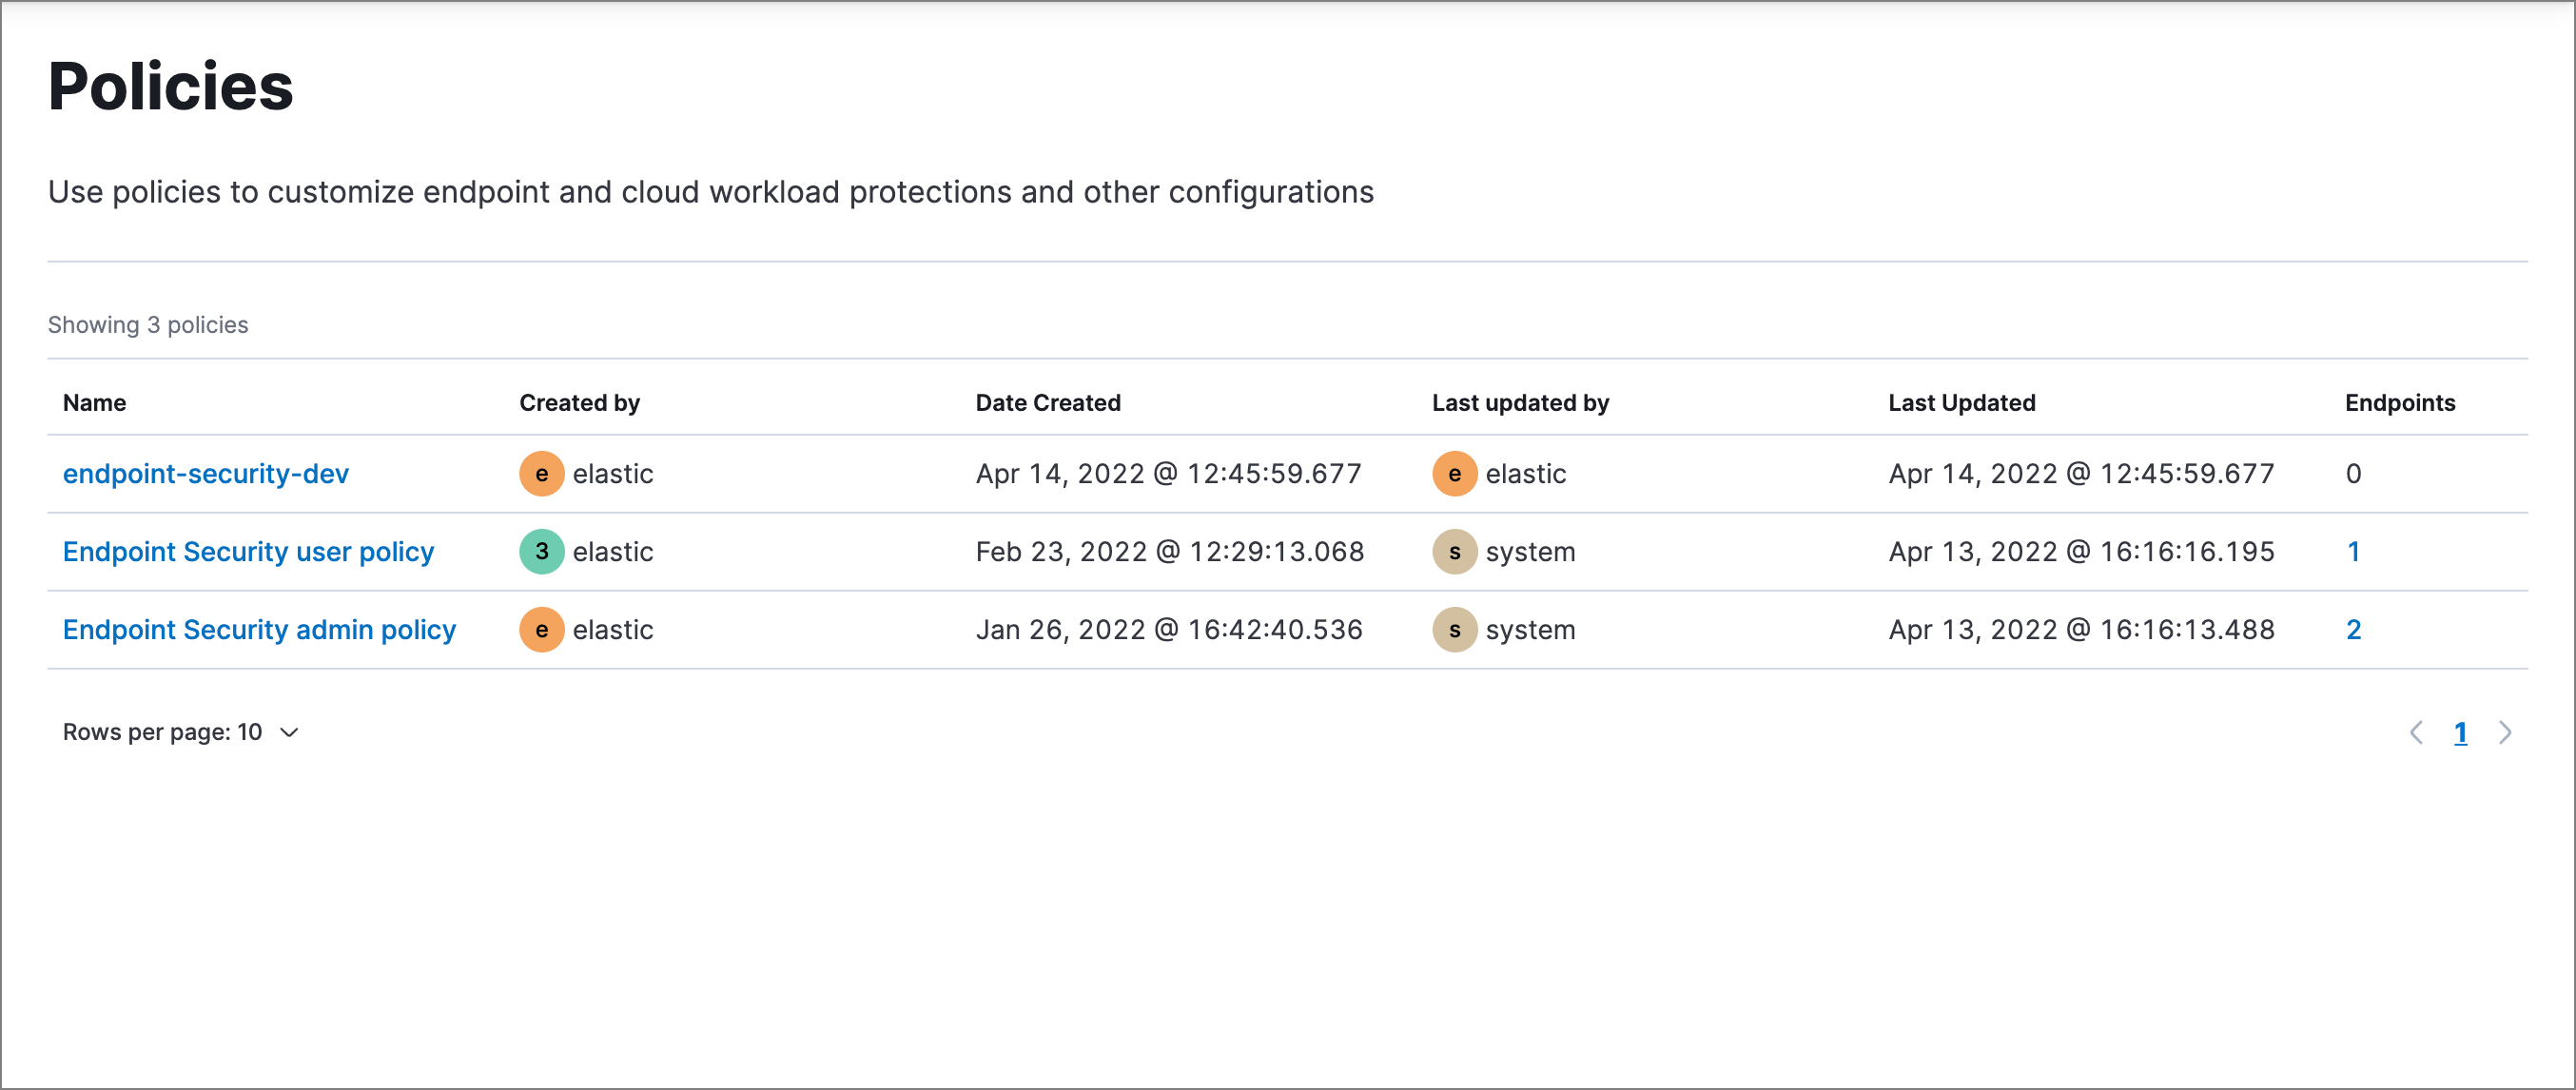 Policies
Use policies to customize endpoint and cloud workload protections and other configurations
Showing 3 policies
Name Created by Date Created Last updated by Last Updated Endpoints
endpoint-security-dev e elastic Apr 14, 2022 @ 12:45:59.677 e elastic Apr 14, 2022 @ 12:45:59.677 0
Endpoint Security user policy 3 elastic Feb 23, 2022 @ 12:29:13.068 s system Apr 13, 2022 @ 16:16:16.195 1
Endpoint Security admin policy e elastic Jan 26, 2022 @ 16:42:40.536 s system Apr 13, 2022 @ 16:16:13.488 2
Rows per page: 10 1